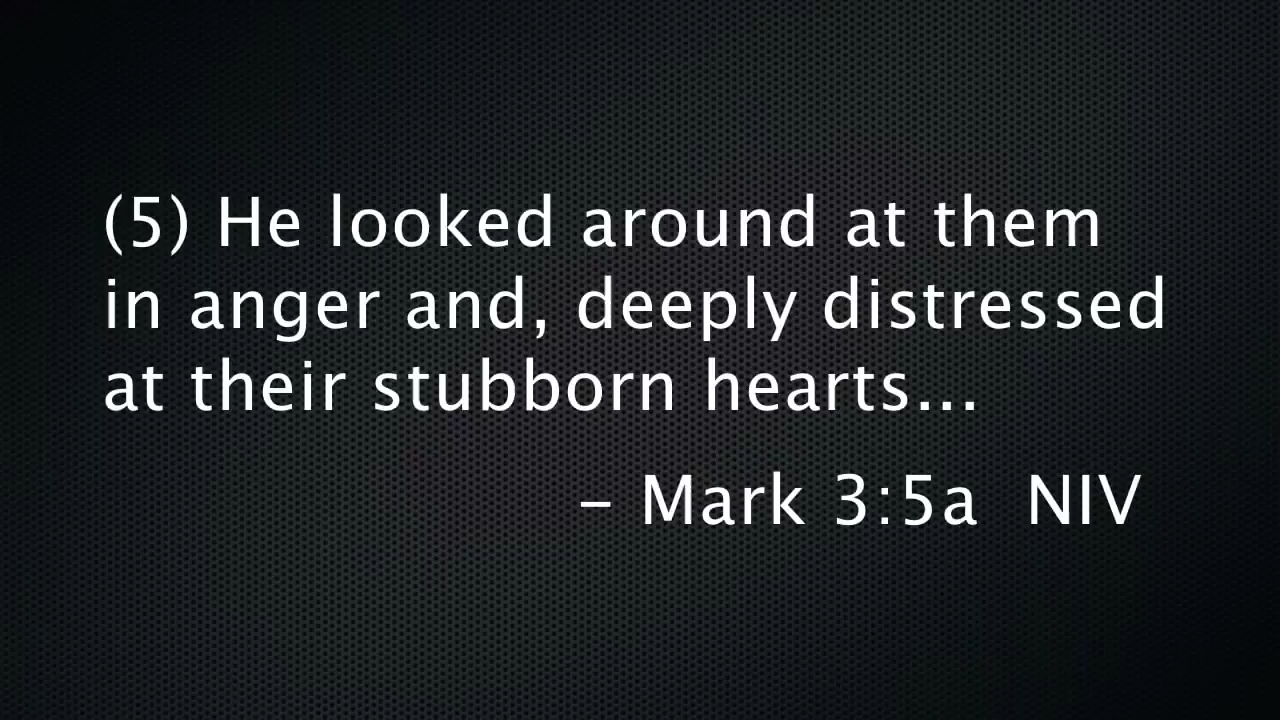 (5) He looked around at them
in anger and, deeply distressed
at their stubborn hearts...
– Mark 3:5a  NIV